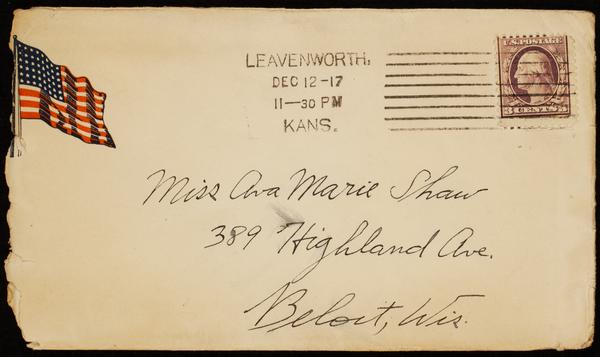 LEAVENWORTH,
DEC 12-17
11—30 PM
KANS.
U.S. POSTAGE
3 CENTS 3
Miss Ava Marie Shaw
389 Highland Ave.
Beloit, Wis.